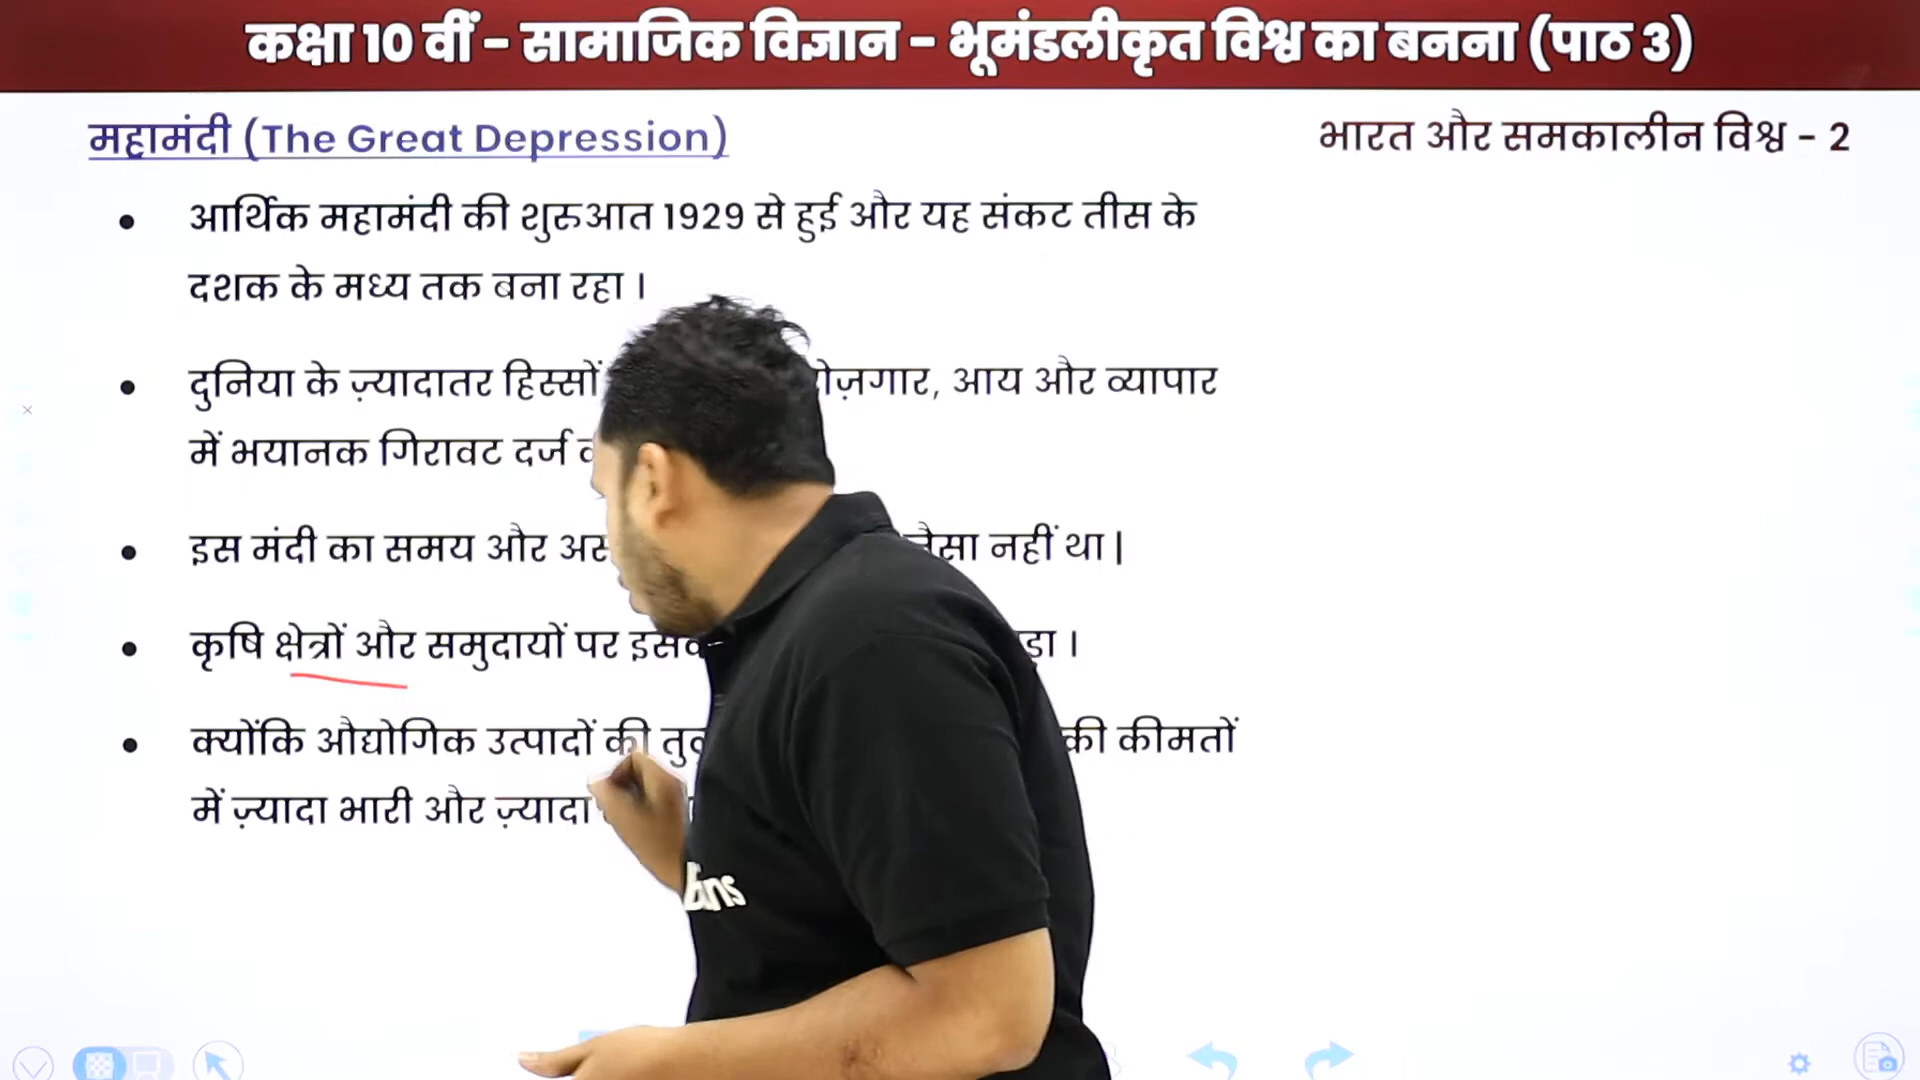 कक्षा 10 वीं - सामाजिक विज्ञान - भूमंडलीकृत विश्व का बनना (पाठ 3)
महामंदी (The Great Depression)
भारत और समकालीन विश्व - 2
आर्थिक महामंदी की शुरुआत 1929 से हुई और यह संकट तीस के
दशक के मध्य तक बना रहा ।
दुनिया के ज़्यादातर हिस्सों आय और व्यापार
में भयानक गिरावट दर्ज
इस मंदी का समय और नहीं था |
कृषि क्षेत्रों और समुदायों पर
क्योंकि औद्योगिक उत्पादों की की कीमतों
में ज़्यादा भारी और ज़्यादा